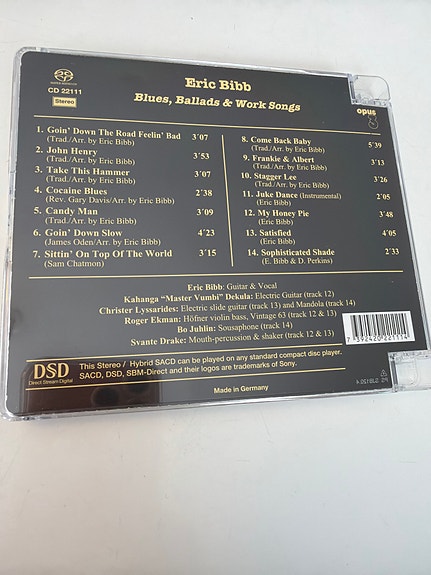 SUPER AUDIO CD
CD 22111
Stereo
Eric Bibb
Blues, Ballads & Work Songs
opus 3
1. Goin' Down The Road Feelin' Bad 3'07
(Trad./Arr. by Eric Bibb)
2. John Henry 3'53
(Trad./Arr. by Eric Bibb)
3. Take This Hammer 3'07
(Trad./Arr. by Eric Bibb)
4. Cocaine Blues 2'38
(Rev. Gary Davis/Arr. by Eric Bibb)
5. Candy Man 3'09
(Trad./Arr. by Eric Bibb)
6. Goin' Down Slow 4'23
(James Oden/Arr. by Eric Bibb)
7. Sittin' On Top Of The World 3'15
(Sam Chatmon)
8. Come Back Baby 5'39
(Trad./Arr. by Eric Bibb)
9. Frankie & Albert 3'13
(Trad./Arr. by Eric Bibb)
10. Stagger Lee 3'26
(Trad./Arr. by Eric Bibb)
11. Juke Dance (Instrumental) 2'05
(Eric Bibb)
12. My Honey Pie 3'48
(Eric Bibb)
13. Satisfied 4'05
(Eric Bibb)
14. Sophisticated Shade 2'33
(E. Bibb & D. Perkins)
Eric Bibb: Guitar & Vocal
Kahanga "Master Vumbi" Dekula: Electric Guitar (track 12)
Christer Lyssarides: Electric slide guitar (track 13) and Mandola (track 14)
Roger Ekman: Höfner violin bass, Vintage 63 (track 12 & 13)
Bo Juhlin: Sousaphone (track 14)
Svante Drake: Mouth-percussion & shaker (track 12 & 13)
7 392420 221114
DSD
Direct Stream Digital
This Stereo / Hybrid SACD can be played on any standard compact disc player.
SACD, DSD, SBM-Direct and their logos are trademarks of Sony.
Made in Germany